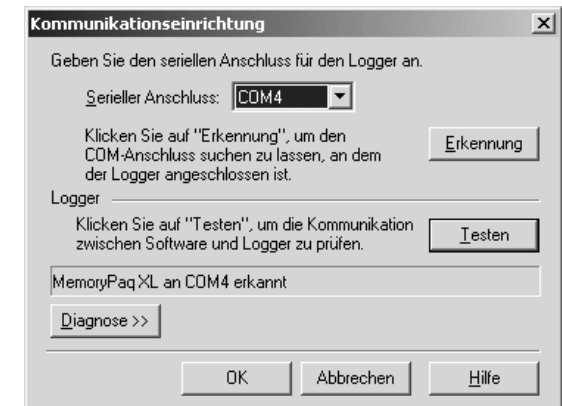 Kommunikationseinrichtung
Geben Sie den seriellen Anschluss für den Logger an.
Serieller Anschluss: COM4
Klicken Sie auf "Erkennung", um den
COM-Anschluss suchen zu lassen, an dem
der Logger angeschlossen ist.
Erkennung
Logger
Klicken Sie auf "Testen", um die Kommunikation
zwischen Software und Logger zu prüfen.
Testen
MemoryPaq XL an COM4 erkannt
Diagnose >>
OK Abbrechen Hilfe